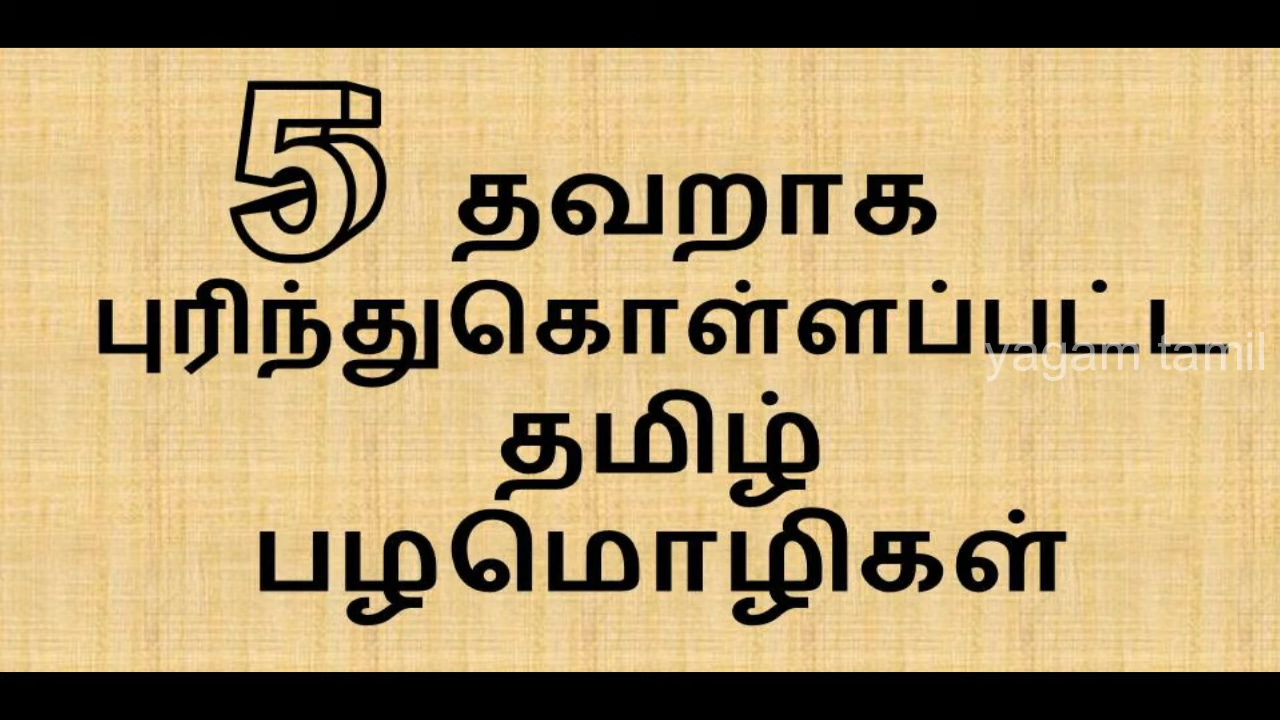 5 தவறாக
புரிந்துகொள்ளப்பட்ட
yagam tamil
தமிழ்
பழமொழிகள்